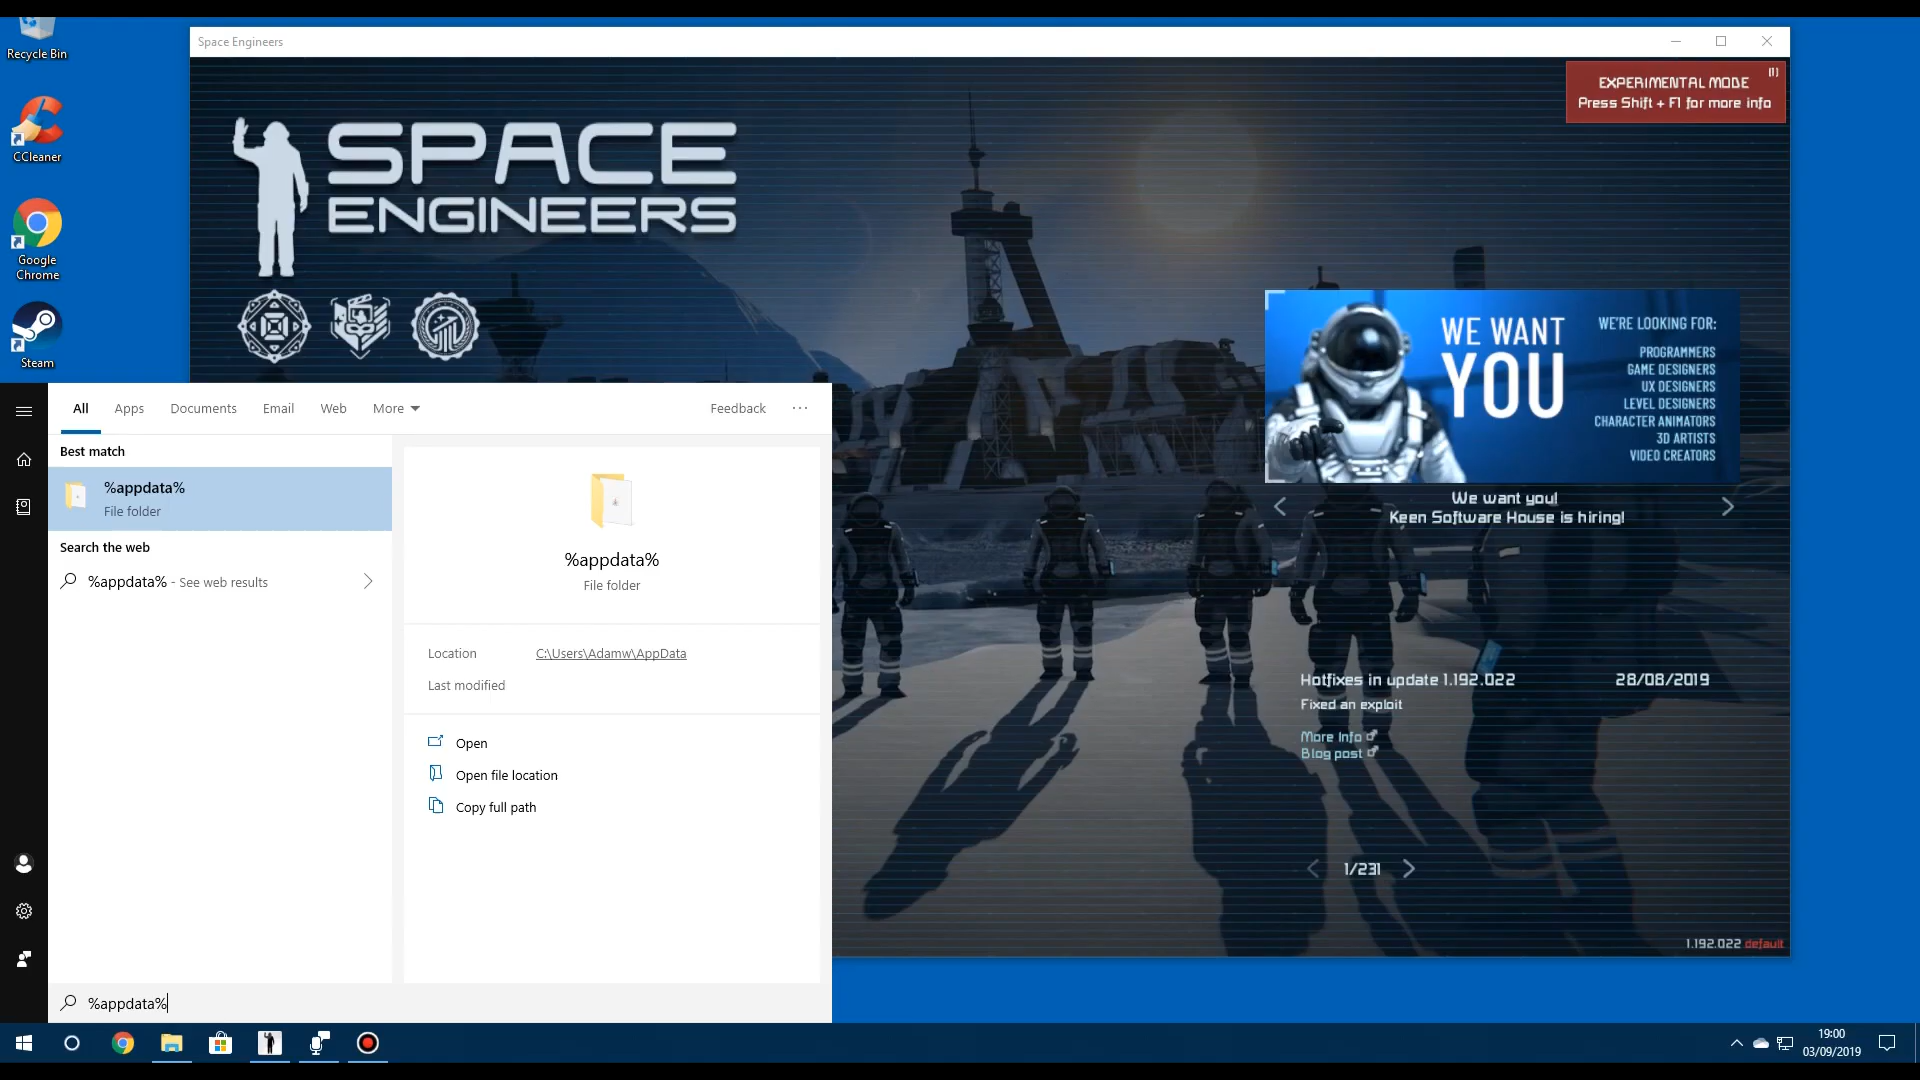 Recycle Bin
CCleaner
Google
Chrome
Steam
Space Engineers
EXPERIMENTAL MODE
Press Shift + F1 for more info
SPACE
ENGINEERS
WE WANT
YOU
WE'RE LOOKING FOR:
PROGRAMMERS
GAME DESIGNERS
UX DESIGNERS
LEVEL DESIGNERS
CHARACTER ANIMATORS
3D ARTISTS
VIDEO CREATORS
We want you!
Keen Software House is hiring!
Hotfixes in update 1.192.022 28/08/2019
Fixed an exploit
More Info
Blog post
1/231
1.192.022 default
All Apps Documents Email Web More Feedback ...
Best match
%appdata%
File folder
Search the web
%appdata% - See web results
%appdata%
File folder
Location C:\Users\Adamw\AppData
Last modified
Open
Open file location
Copy full path
%appdata%
19:00
03/09/2019